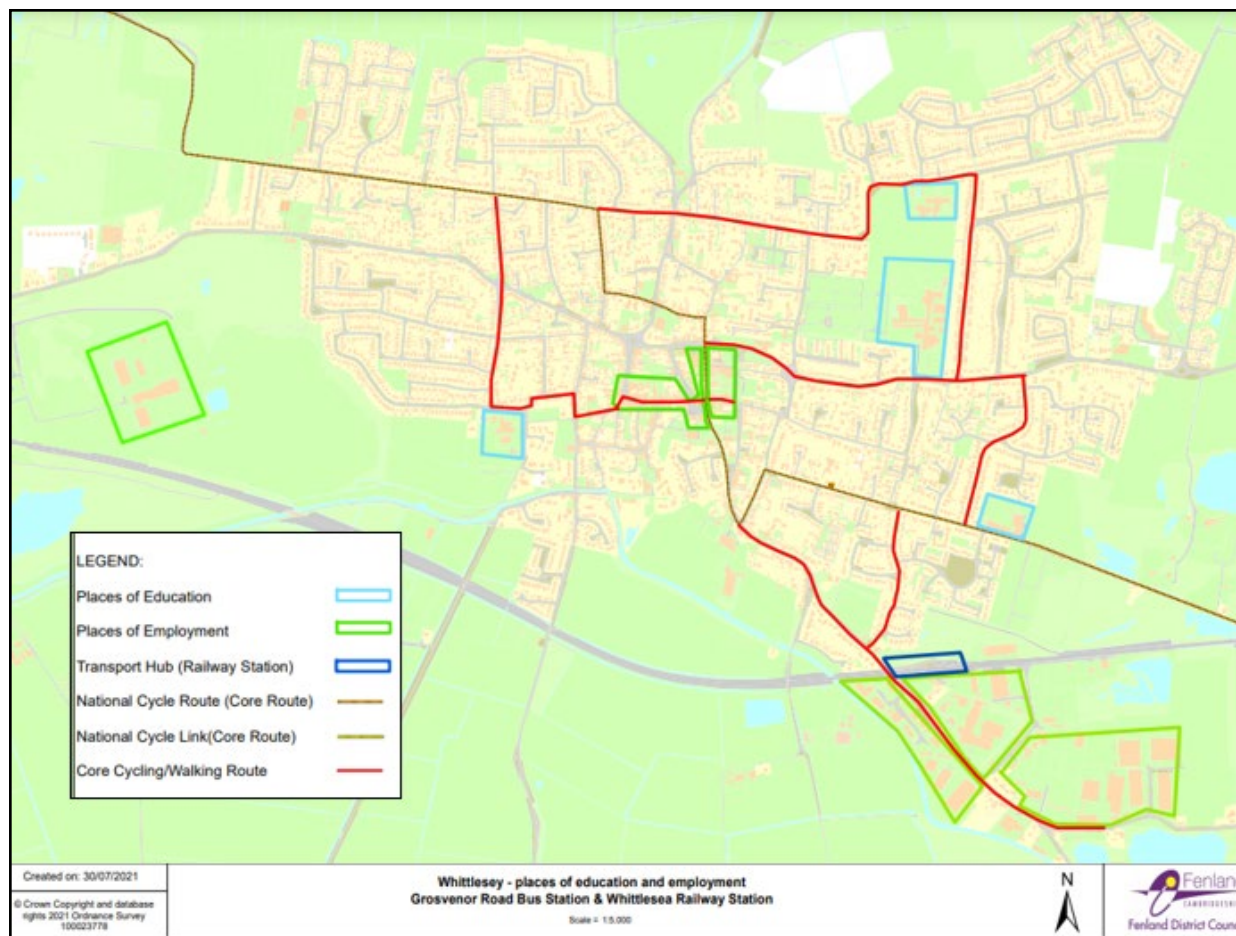 LEGEND:
Places of Education
Places of Employment
Transport Hub (Railway Station)
National Cycle Route (Core Route)
National Cycle Link(Core Route)
Core Cycling/Walking Route
Created on: 30/07/2021
© Crown Copyright and database
rights 2021 Ordnance Survey
100023778
Whittlesey - places of education and employment
Grosvenor Road Bus Station & Whittlesea Railway Station
Scale = 1:5,000
N
Fenlan
CAMBRIDGESHIR
Fenland District Counc